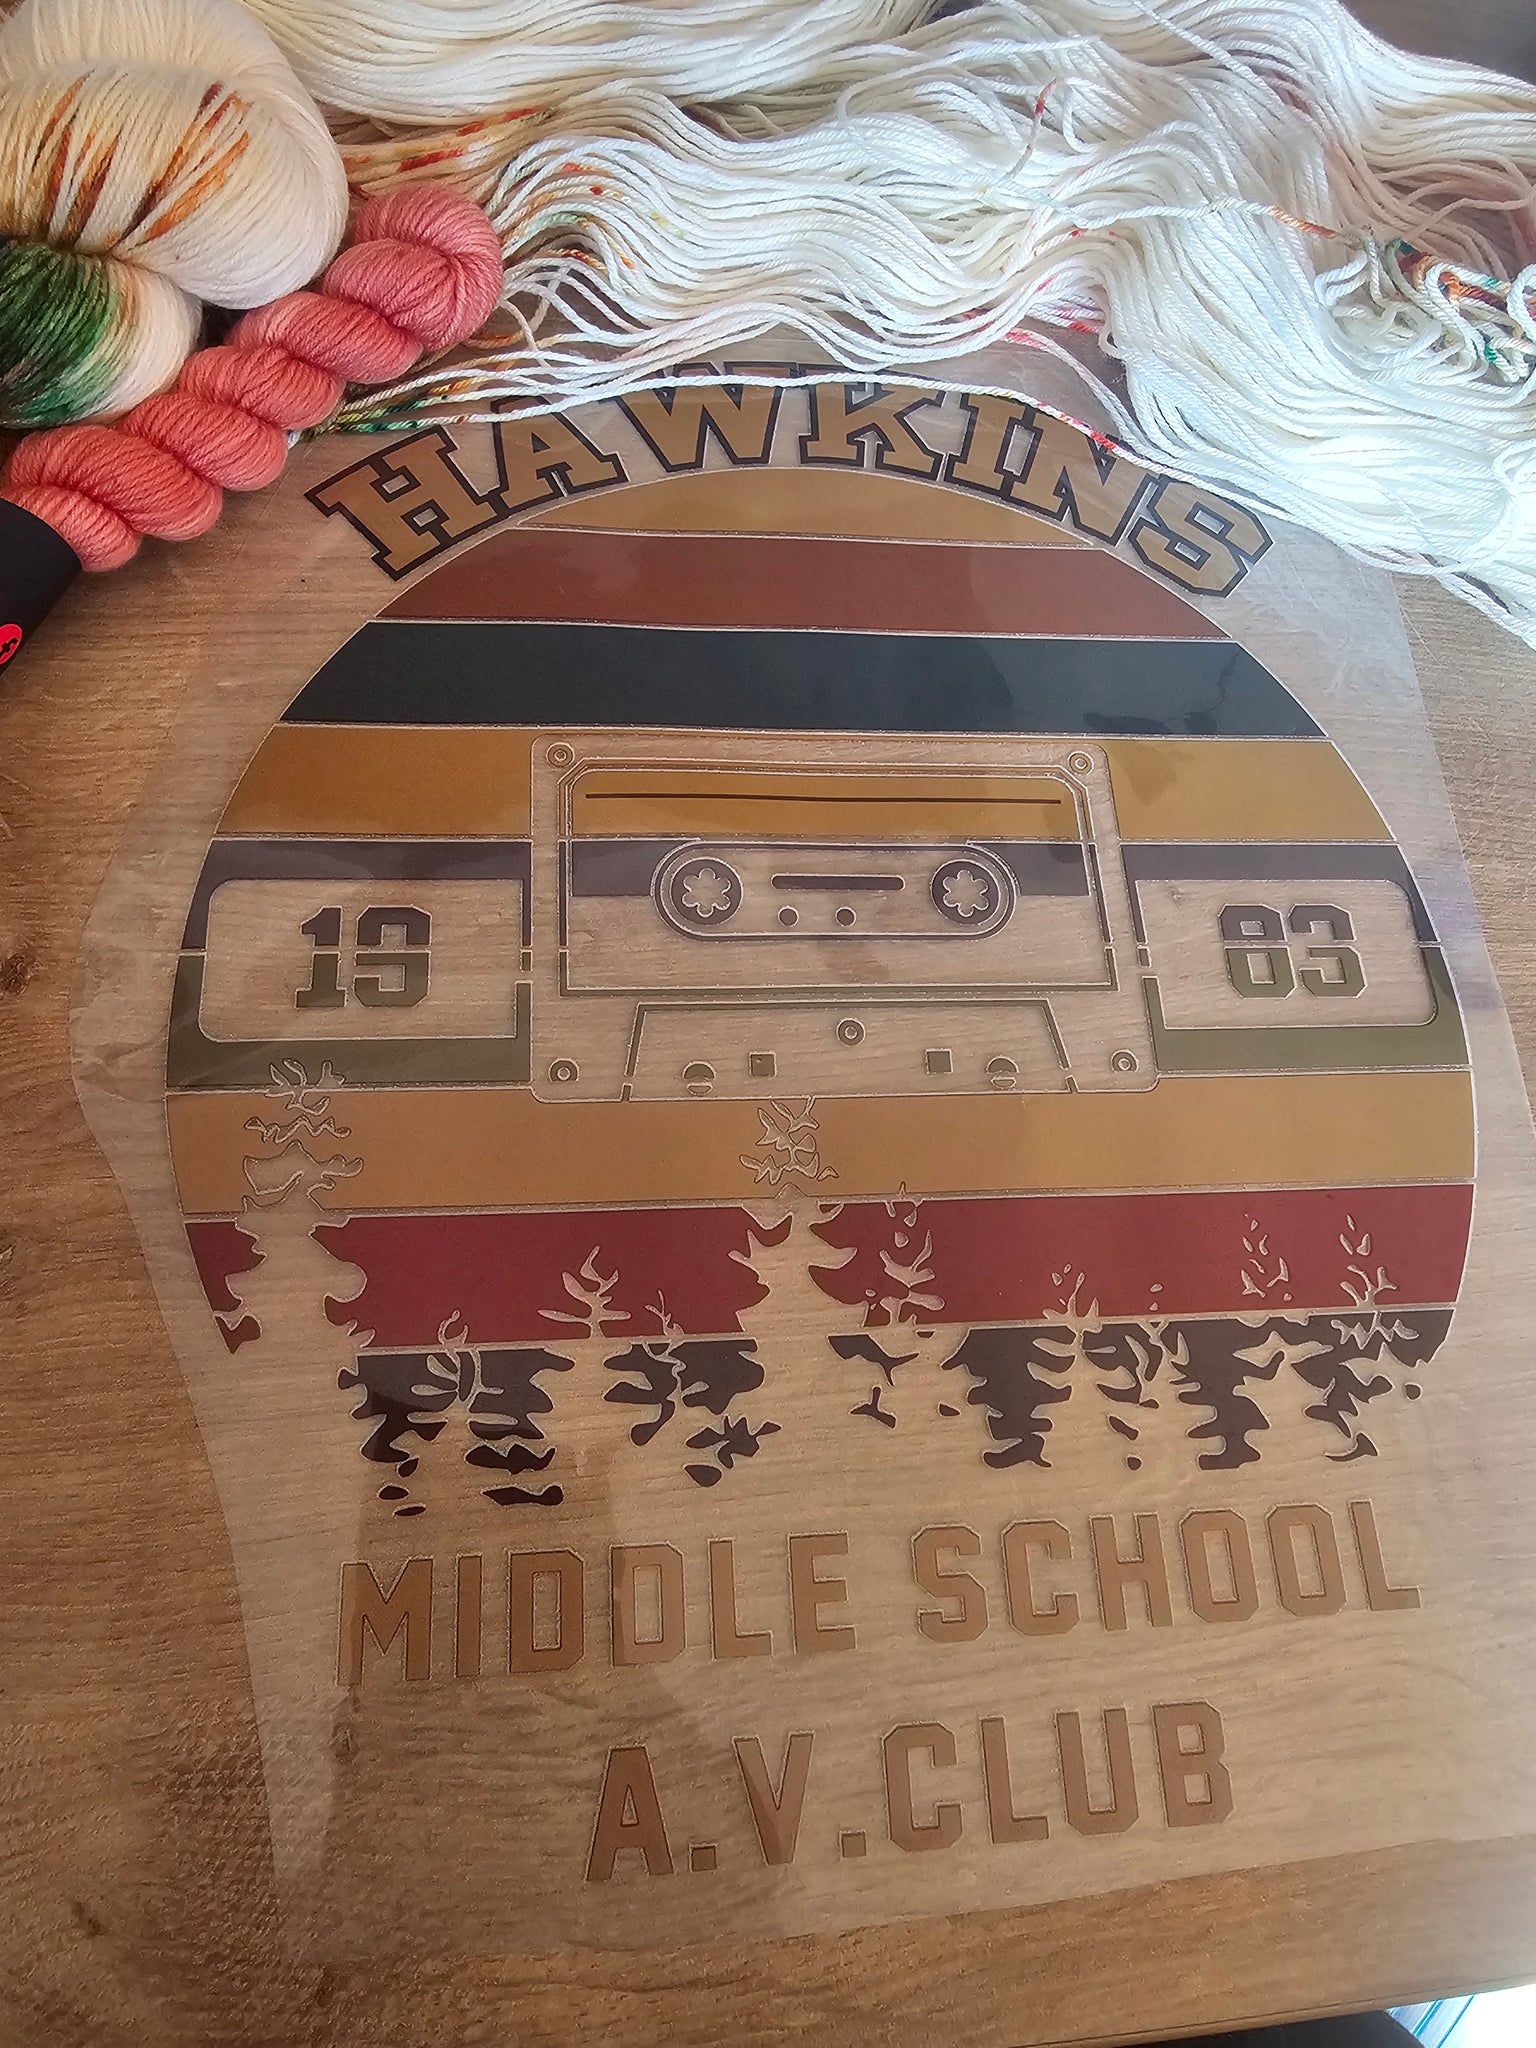 HAWKINS
19 83
MIDDLE SCHOOL
A.V.CLUB